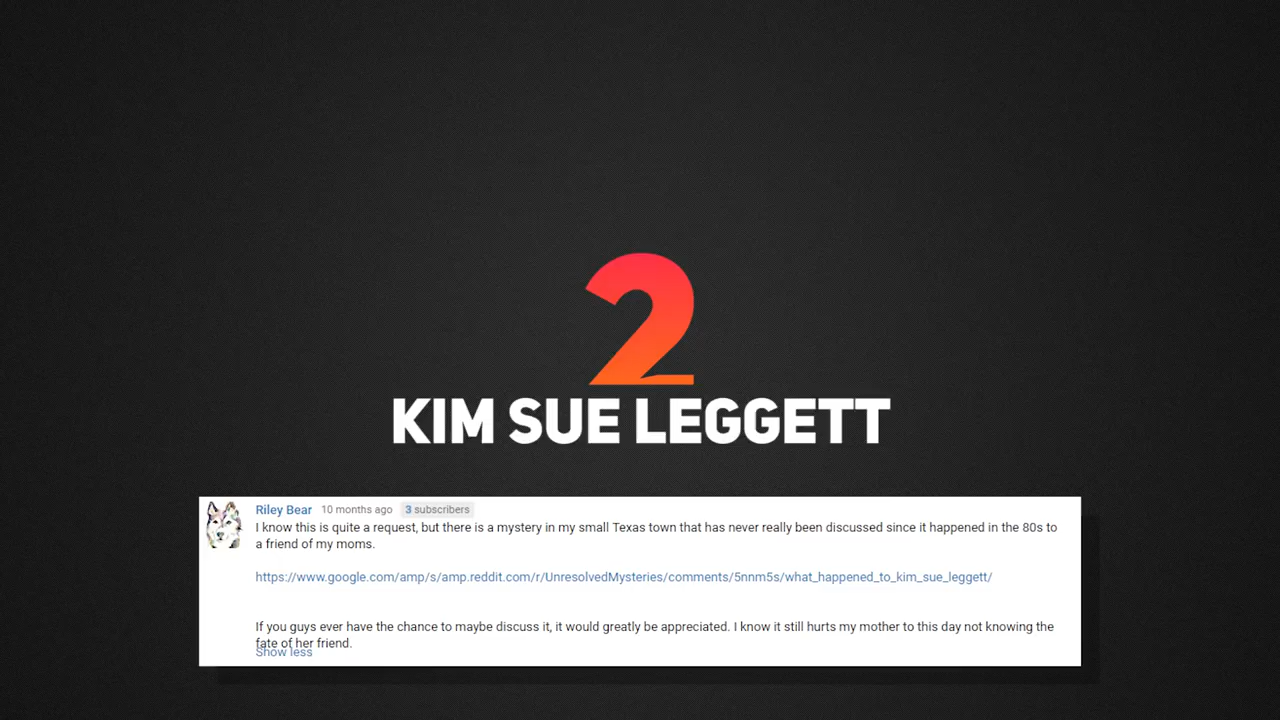 2
KIM SUE LEGGETT
Riley Bear 10 months ago 3 subscribers
I know this is quite a request, but there is a mystery in my small Texas town that has never really been discussed since it happened in the 80s to
a friend of my moms.
https://www.google.com/amp/s/amp.reddit.com/r/UnresolvedMysteries/comments/5nnm5s/what_happened_to_kim_sue_leggett/
If you guys ever have the chance to maybe discuss it, it would greatly be appreciated. I know it still hurts my mother to this day not knowing the
fate of her friend.
Show less